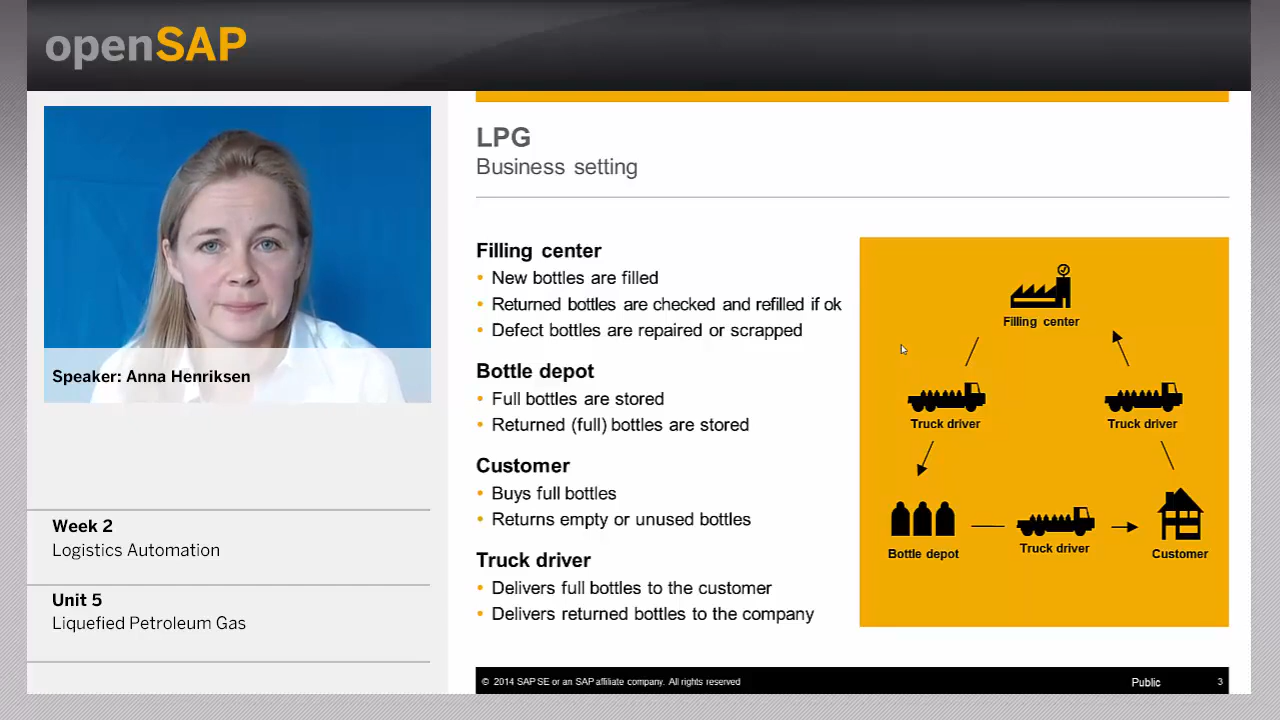 openSAP
Speaker: Anna Henriksen
Week 2
Logistics Automation
Unit 5
Liquefied Petroleum Gas
LPG
Business setting
Filling center
• New bottles are filled
• Returned bottles are checked and refilled if ok
• Defect bottles are repaired or scrapped
Bottle depot
• Full bottles are stored
• Returned (full) bottles are stored
Customer
• Buys full bottles
• Returns empty or unused bottles
Truck driver
• Delivers full bottles to the customer
• Delivers returned bottles to the company
Filling center
Truck driver
Truck driver
Bottle depot
Truck driver
Customer
© 2014 SAP SE or an SAP affiliate company. All rights reserved
Public
3